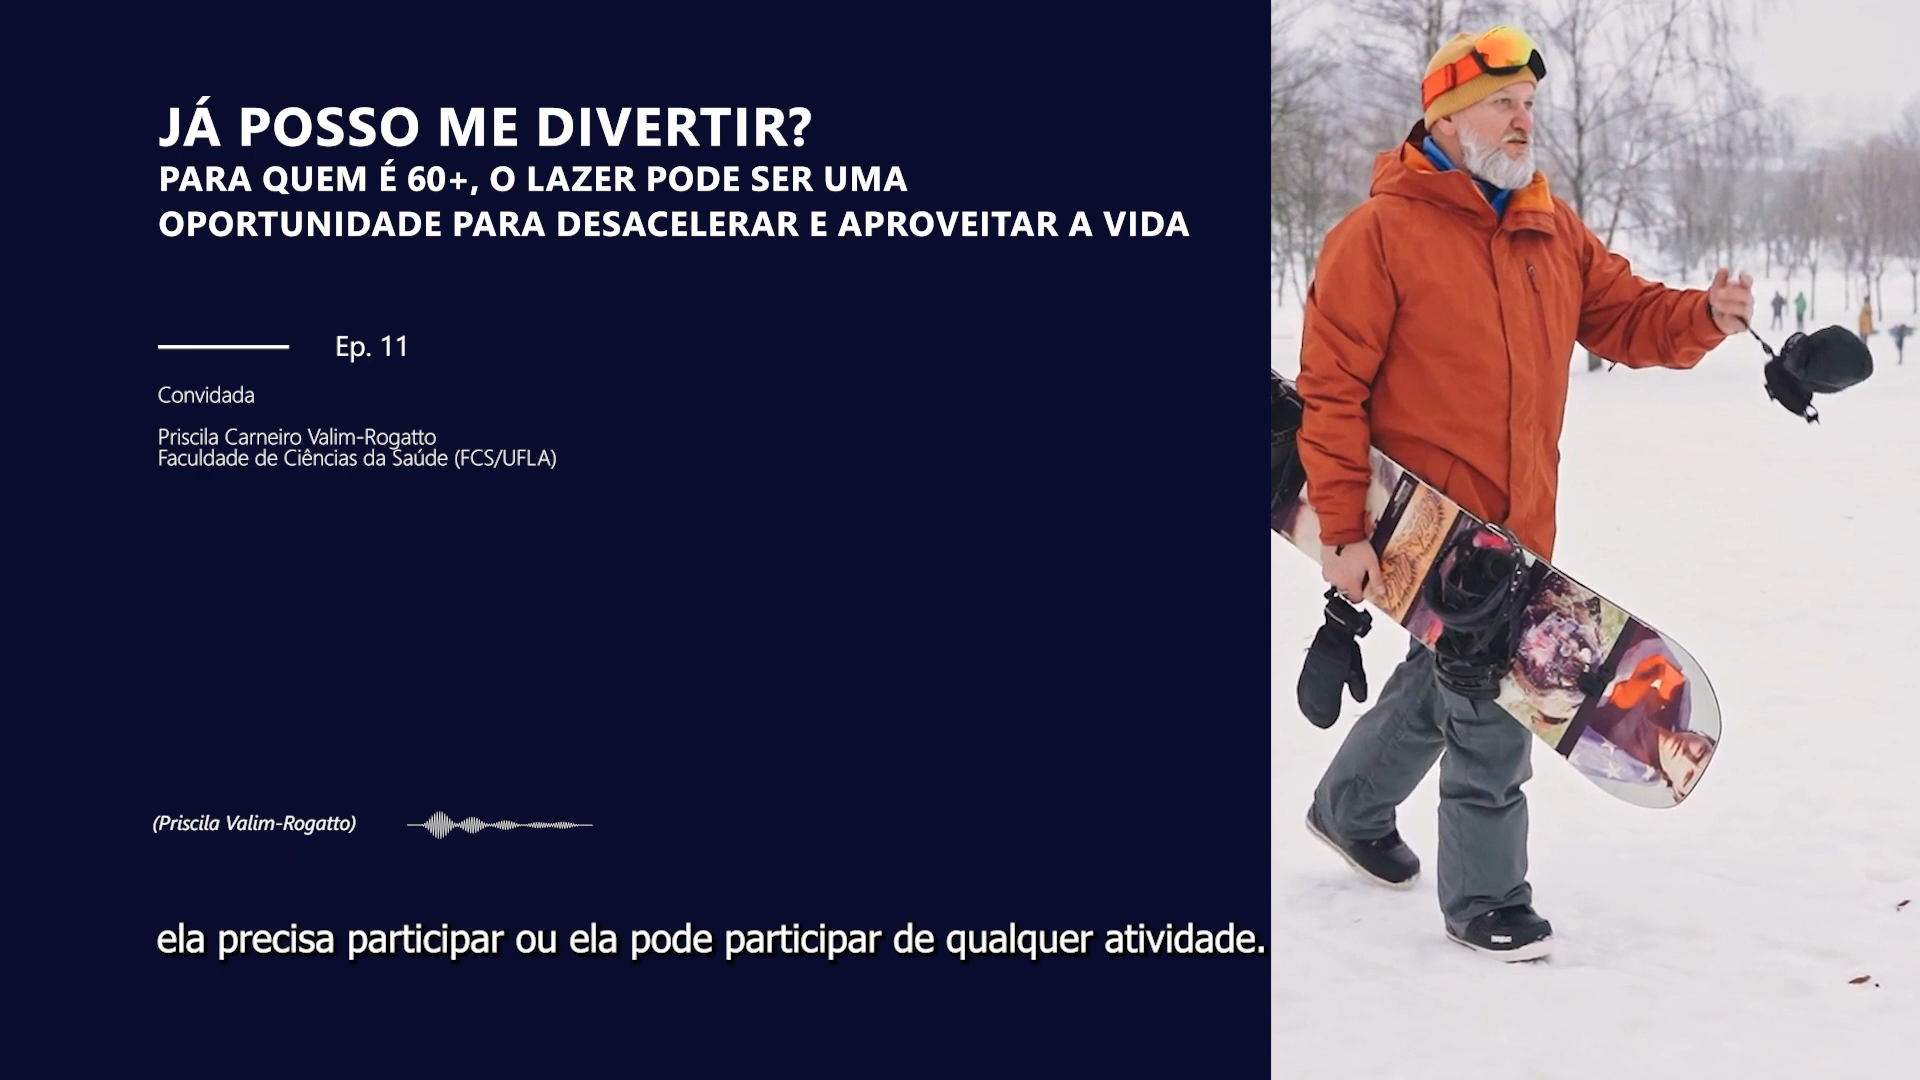 JÁ POSSO ME DIVERTIR?
PARA QUEM É 60+, O LAZER PODE SER UMA
OPORTUNIDADE PARA DESACELERAR E APROVEITAR A VIDA
Ep. 11
Convidada
Priscila Carneiro Valim-Rogatto
Faculdade de Ciências da Saúde (FCS/UFLA)
(Priscila Valim-Rogatto)
ela precisa participar ou ela pode participar de qualquer atividade.